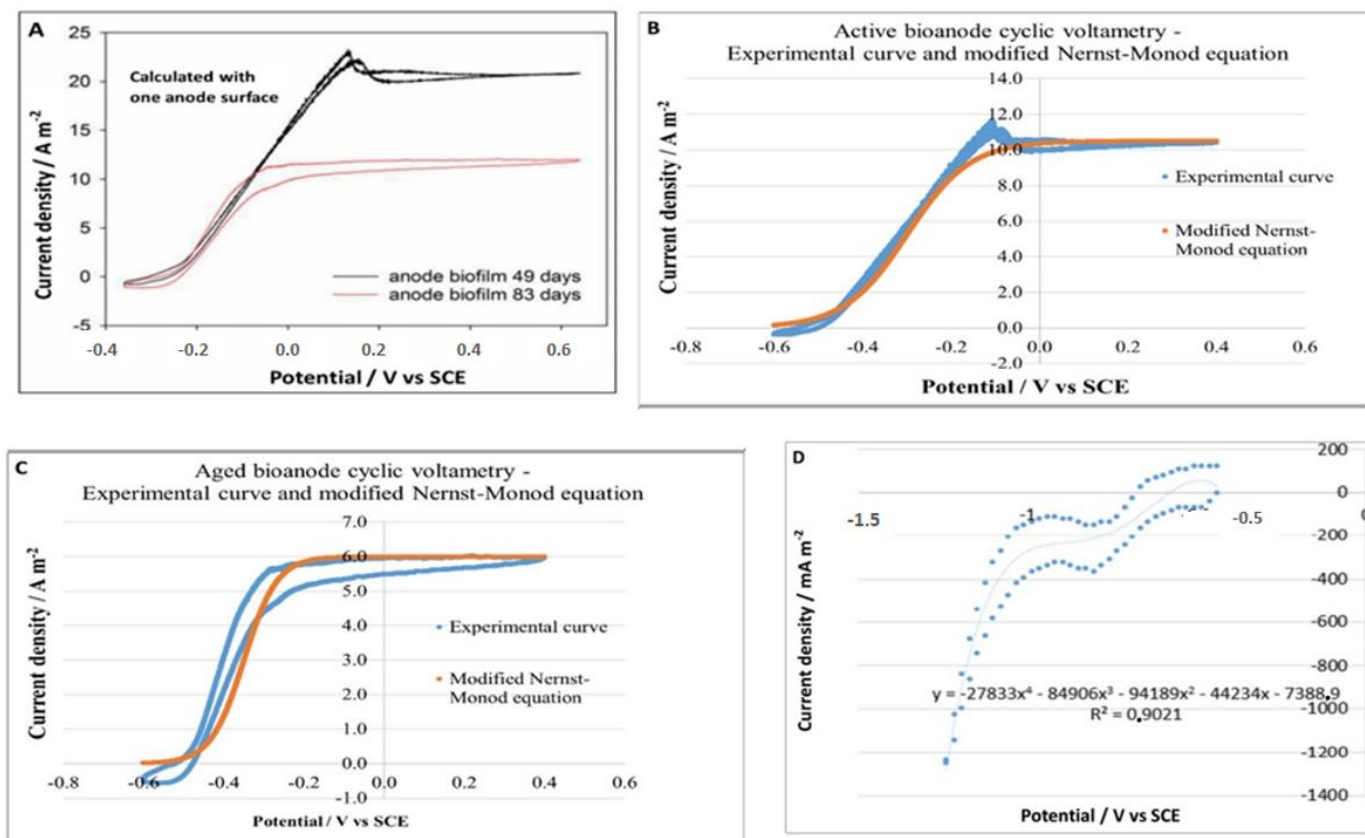 A
25
20
15
10
5
0
-5
Calculated with
one anode surface
anode biofilm 49 days
anode biofilm 83 days
-0.4 -0.2 0.0 0.2 0.4 0.6
Current density / A m-2
Potential / V vs SCE
B
Active bioanode cyclic voltametry -
Experimental curve and modified Nernst-Monod equation
14.0
12.0
10.0
8.0
6.0
4.0
2.0
0.0
-2.0
Experimental curve
Modified Nernst-
Monod equation
-0.8 -0.6 -0.4 -0.2 0.0 0.2 0.4 0.6
Current density / A m-2
Potential / V vs SCE
C
Aged bioanode cyclic voltametry -
Experimental curve and modified Nernst-Monod equation
7.0
6.0
5.0
4.0
3.0
2.0
1.0
0.0
-1.0
Experimental curve
Modified Nernst-
Monod equation
-0.8 -0.6 -0.4 -0.2 0.0 0.2 0.4 0.6
Current density / A m-2
Potential / V vs SCE
D
200
0
-200
-400
-600
-800
-1000
-1200
-1400
-1.5 -1 -0.5
y = -27833x4 - 84906x3 - 94189x2 - 44234x - 7388.9
R2 = 0.9021
Current density / mA m-2
Potential / V vs SCE